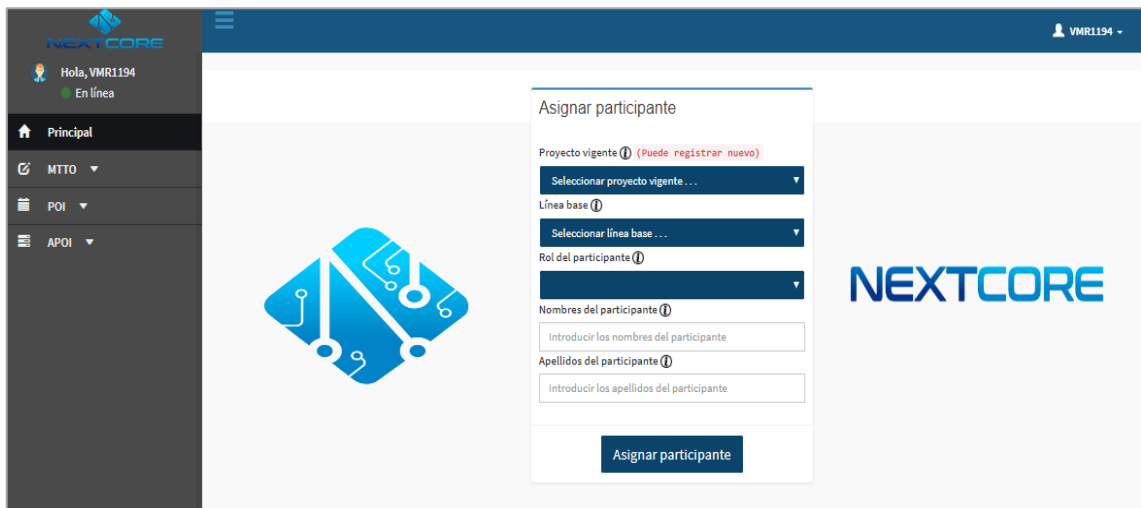 NEXTCORE
Hola, VMR1194
En línea
Principal
MTTO
POI
APOI
VMR1194
Asignar participante
Proyecto vigente (Puede registrar nuevo)
Seleccionar proyecto vigente . . .
Línea base
Seleccionar línea base . . .
Rol del participante
Nombres del participante
Introducir los nombres del participante
Apellidos del participante
Introducir los apellidos del participante
Asignar participante
NEXTCORE